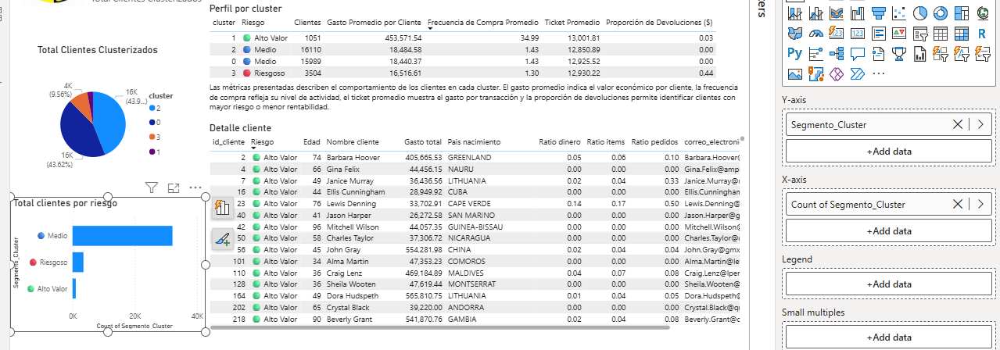 Total Clientes Clusterizados
Total Clientes Clusterizados
4K
(9.56%)
16K
(43.9...)
16K
(43.62%)
cluster
2
0
3
1
Total clientes por riesgo
Segmento_Cluster
Medio
Riesgoso
Alto Valor
0K 20K 40K
Count of Segmento_Cluster
Perfil por cluster
cluster Riesgo Clientes Gasto Promedio por Cliente Frecuencia de Compra Promedio Ticket Promedio Proporción de Devoluciones ($)
1 Alto Valor 1051 453,571.54 34.99 13,001.81 0.03
2 Medio 16110 18,484.58 1.43 12,850.89 0.00
0 Medio 15989 18,440.37 1.43 12,925.52 0.00
3 Riesgoso 3504 16,516.61 1.30 12,930.22 0.44
Las métricas presentadas describen el comportamiento de los clientes en cada cluster. El gasto promedio indica el valor económico por cliente, la frecuencia
de compra refleja su nivel de actividad, el ticket promedio muestra el gasto por transacción y la proporción de devoluciones permite identificar clientes con
mayor riesgo o menor rentabilidad.
Detalle cliente
id_cliente Riesgo Edad Nombre cliente Gasto total Pais nacimiento Ratio dinero Ratio items Ratio pedidos correo_electroni
2 Alto Valor 74 Barbara Hoover 405,665.53 GREENLAND 0.05 0.06 0.10 Barbara.Hoover@
4 Alto Valor 66 Gina Felix 44,456.15 NAURU 0.00 0.00 0.00 Gina.Felix@amp
7 Alto Valor 49 Janice Murray 36,436.56 LITHUANIA 0.02 0.04 0.33 Janice.Murray@
16 Alto Valor 44 Ellis Cunningham 28,949.92 CUBA 0.00 0.00 0.00 Ellis.Cunningham
23 Alto Valor 76 Lewis Denning 33,702.91 CAPE VERDE 0.14 0.17 0.50 Lewis.Denning@
40 Alto Valor 41 Jason Harper 26,272.58 SAN MARINO 0.00 0.00 0.00 Jason.Harper@g
42 Alto Valor 96 Mitchell Wilson 44,057.35 GUINEA-BISSAU 0.00 0.00 0.00 Mitchell.Wilson@
50 Alto Valor 58 Charles Taylor 37,306.72 NICARAGUA 0.00 0.00 0.00 Charles.Taylor@
56 Alto Valor 45 John Gray 554,281.98 CHINA 0.02 0.04 0.04 John.Gray@gmx
101 Alto Valor 34 Alma Martin 47,353.23 COMOROS 0.00 0.00 0.00 Alma.Martin@le
110 Alto Valor 36 Craig Lenz 469,184.89 MALDIVES 0.04 0.07 0.08 Craig.Lenz@lper
128 Alto Valor 36 Sheila Wooten 47,619.44 MONTSERRAT 0.00 0.00 0.00 Sheila.Wooten@
164 Alto Valor 49 Dora Hudspeth 565,810.75 LITHUANIA 0.01 0.04 0.05 Dora.Hudspeth@
202 Alto Valor 65 Crystal Black 39,220.00 ANDORRA 0.00 0.00 0.00 Crystal.Black@q
218 Alto Valor 90 Beverly Grant 541,870.76 GAMBIA 0.02 0.04 0.08 Beverly.Grant@c
123
123
R
Py
Y-axis
Segmento_Cluster
+Add data
X-axis
Count of Segmento_Cluster
+Add data
Legend
+Add data
Small multiples
+Add data